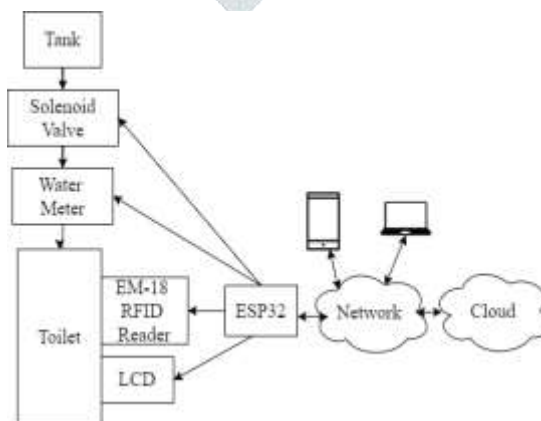 Tank
Solenoid
Valve
Water
Meter
Toilet
EM-18
RFID
Reader
LCD
ESP32
Network
Cloud